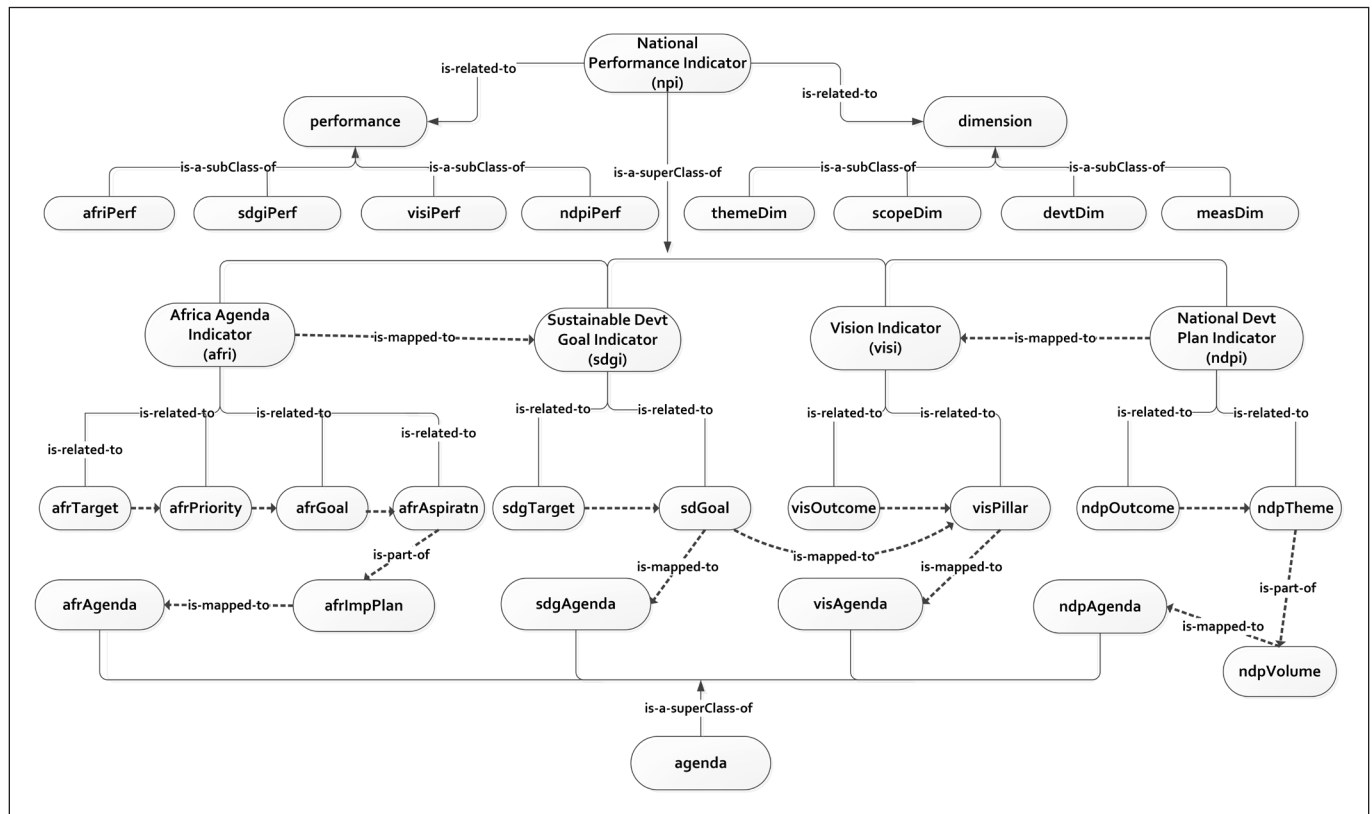 National
Performance Indicator
(npi)
is-related-to
is-related-to
performance
dimension
is-a-subClass-of
is-a-subClass-of
is-a-superClass-of
is-a-subClass-of
is-a-subClass-of
afriPerf
sdgiPerf
visiPerf
ndpiPerf
themeDim
scopeDim
devtDim
measDim
Africa Agenda
Indicator
(afri)
is-mapped-to
Sustainable Devt
Goal Indicator
(sdgi)
Vision Indicator
(visi)
is-mapped-to
National Devt
Plan Indicator
(ndpi)
is-related-to
is-related-to
is-related-to
is-related-to
is-related-to
is-related-to
is-related-to
is-related-to
is-related-to
is-related-to
afrTarget
afrPriority
afrGoal
afrAspiratn
sdgTarget
sdGoal
visOutcome
visPillar
ndpOutcome
ndpTheme
is-part-of
is-mapped-to
is-mapped-to
is-mapped-to
is-part-of
afrAgenda
is-mapped-to
afrImpPlan
sdgAgenda
visAgenda
ndpAgenda
is-mapped-to
ndpVolume
is-a-superClass-of
agenda